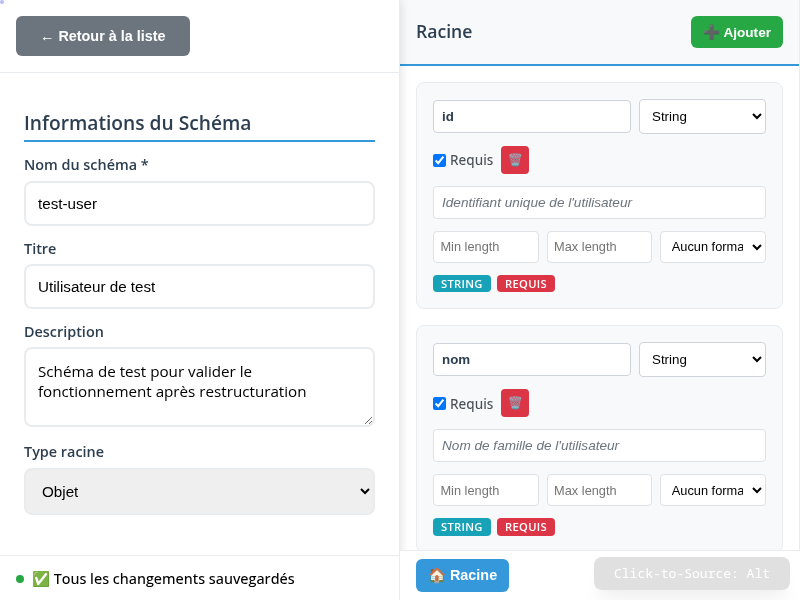 ← Retour à la liste
Informations du Schéma
Nom du schéma *
test-user
Titre
Utilisateur de test
Description
Schéma de test pour valider le
fonctionnement après restructuration
Type racine
Objet
✅ Tous les changements sauvegardés
Racine
➕ Ajouter
id
String
Requis
Identifiant unique de l'utilisateur
Min length
Max length
Aucun forma
STRING
REQUIS
nom
String
Requis
Nom de famille de l'utilisateur
Min length
Max length
Aucun forma
STRING
REQUIS
🏠 Racine
Click-to-Source: Alt